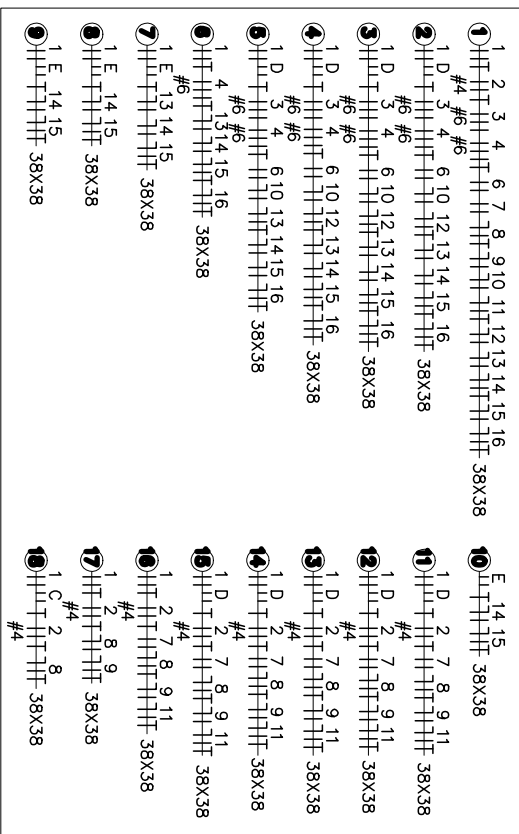 1 2 3 4 6 7 8 9 10 11 12 13 14 15 16
1 38X38
#4 #6 #6
1 D 3 4 6 10 12 13 14 15 16
2 38X38
#6 #6
1 D 3 4 6 10 12 13 14 15 16
3 38X38
#6 #6
1 D 3 4 6 10 12 13 14 15 16
4 38X38
#6 #6
1 D 3 4 6 10 13 14 15 16
5 38X38
#6 #6
1 4 13 14 15 16
6 38X38
#6
1 E 13 14 15
7 38X38
1 E 14 15
8 38X38
1 E 14 15
9 38X38
E 14 15
10 38X38
1 D 2 7 8 9 11
11 38X38
#4
1 D 2 7 8 9 11
12 38X38
#4
1 D 2 7 8 9 11
13 38X38
#4
1 D 2 7 8 9 11
14 38X38
#4
1 D 2 7 8 9 11
15 38X38
#4
1 2 7 8 9 11
16 38X38
#4
1 2 8 9
17 38X38
#4
1 C 2 8
18 38X38
#4